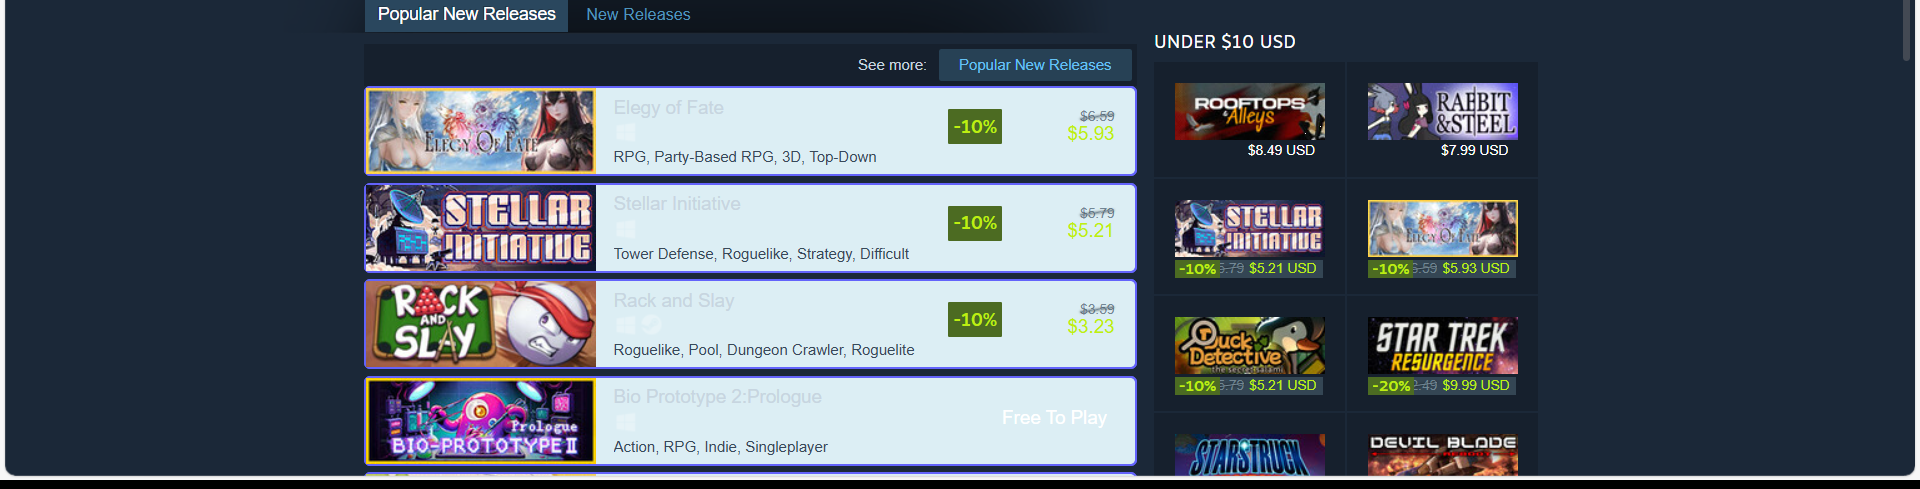 Popular New Releases
New Releases
See more:
Popular New Releases
ELEGY OF FATE
Elegy of Fate
RPG, Party-Based RPG, 3D, Top-Down
-10%
$6.59
$5.93
STELLAR
INITIATIVE
Stellar Initiative
Tower Defense, Roguelike, Strategy, Difficult
-10%
$5.79
$5.21
RACK
AND
SLAY
Rack and Slay
Roguelike, Pool, Dungeon Crawler, Roguelite
-10%
$3.59
$3.23
Prologue
BIO-PROTOTYPE II
Bio Prototype 2:Prologue
Action, RPG, Indie, Singleplayer
Free To Play
UNDER $10 USD
ROOFTOPS
& Alleys
$8.49 USD
RABBIT
&STEEL
$7.99 USD
STELLAR
INITIATIVE
-10% 5.79 $5.21 USD
ELEGY OF FATE
-10% 6.59 $5.93 USD
Duck
Detective
the secret salami
-10% 5.79 $5.21 USD
STAR TREK
RESURGENCE
-20% 2.49 $9.99 USD
STARSTRUCK
DEVIL BLADE
REBOOT